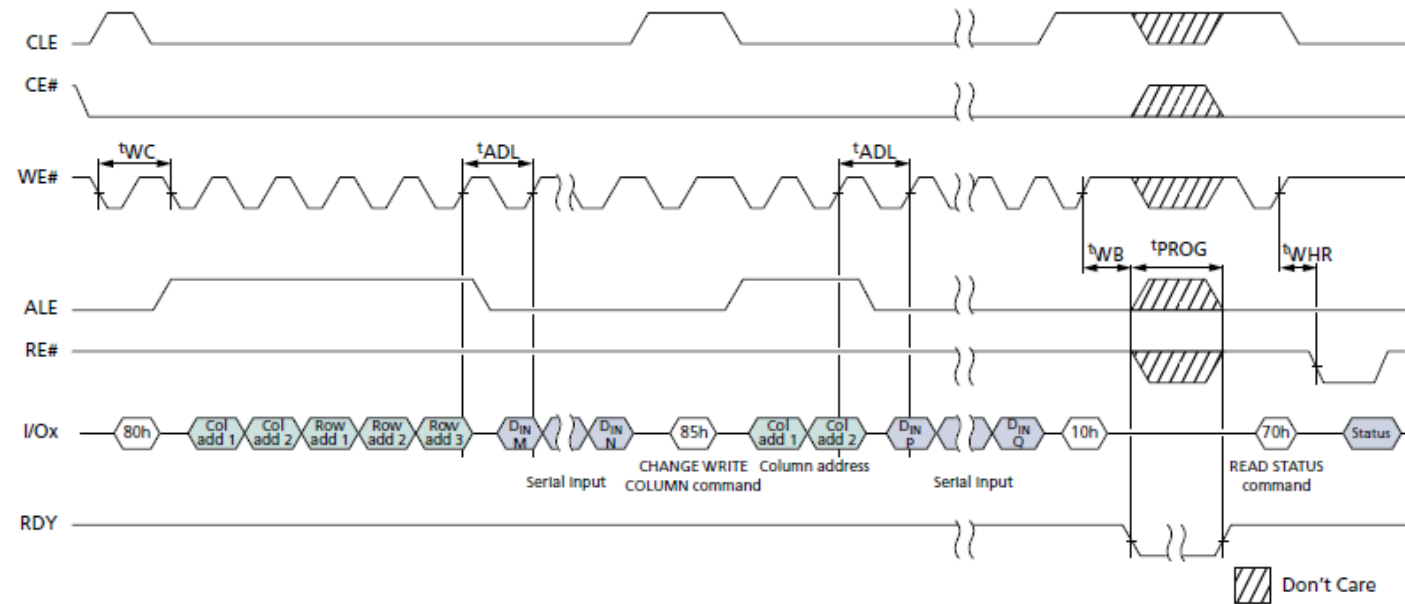 CLE
CE#
tWC
tADL
tADL
WE#
tWB
tPROG
tWHR
ALE
RE#
I/Ox
80h
Col add 1
Col add 2
Row add 1
Row add 2
Row add 3
DIN M
DIN N
85h
Col add 1
Col add 2
DIN P
DIN Q
10h
70h
Status
CHANGE WRITE
COLUMN command
Column address
READ STATUS
command
Serial input
Serial input
RDY
Don't Care